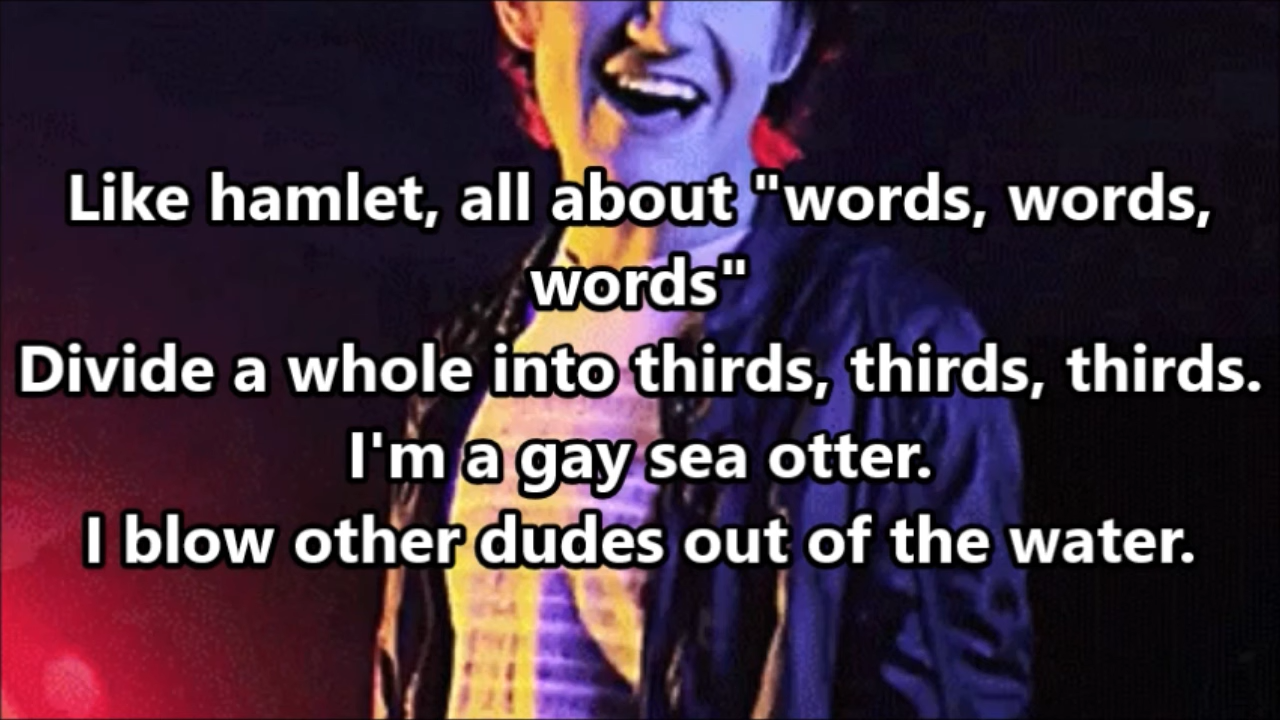 Like hamlet, all about "words, words,
words"
Divide a whole into thirds, thirds, thirds.
I'm a gay sea otter.
I blow other dudes out of the water.